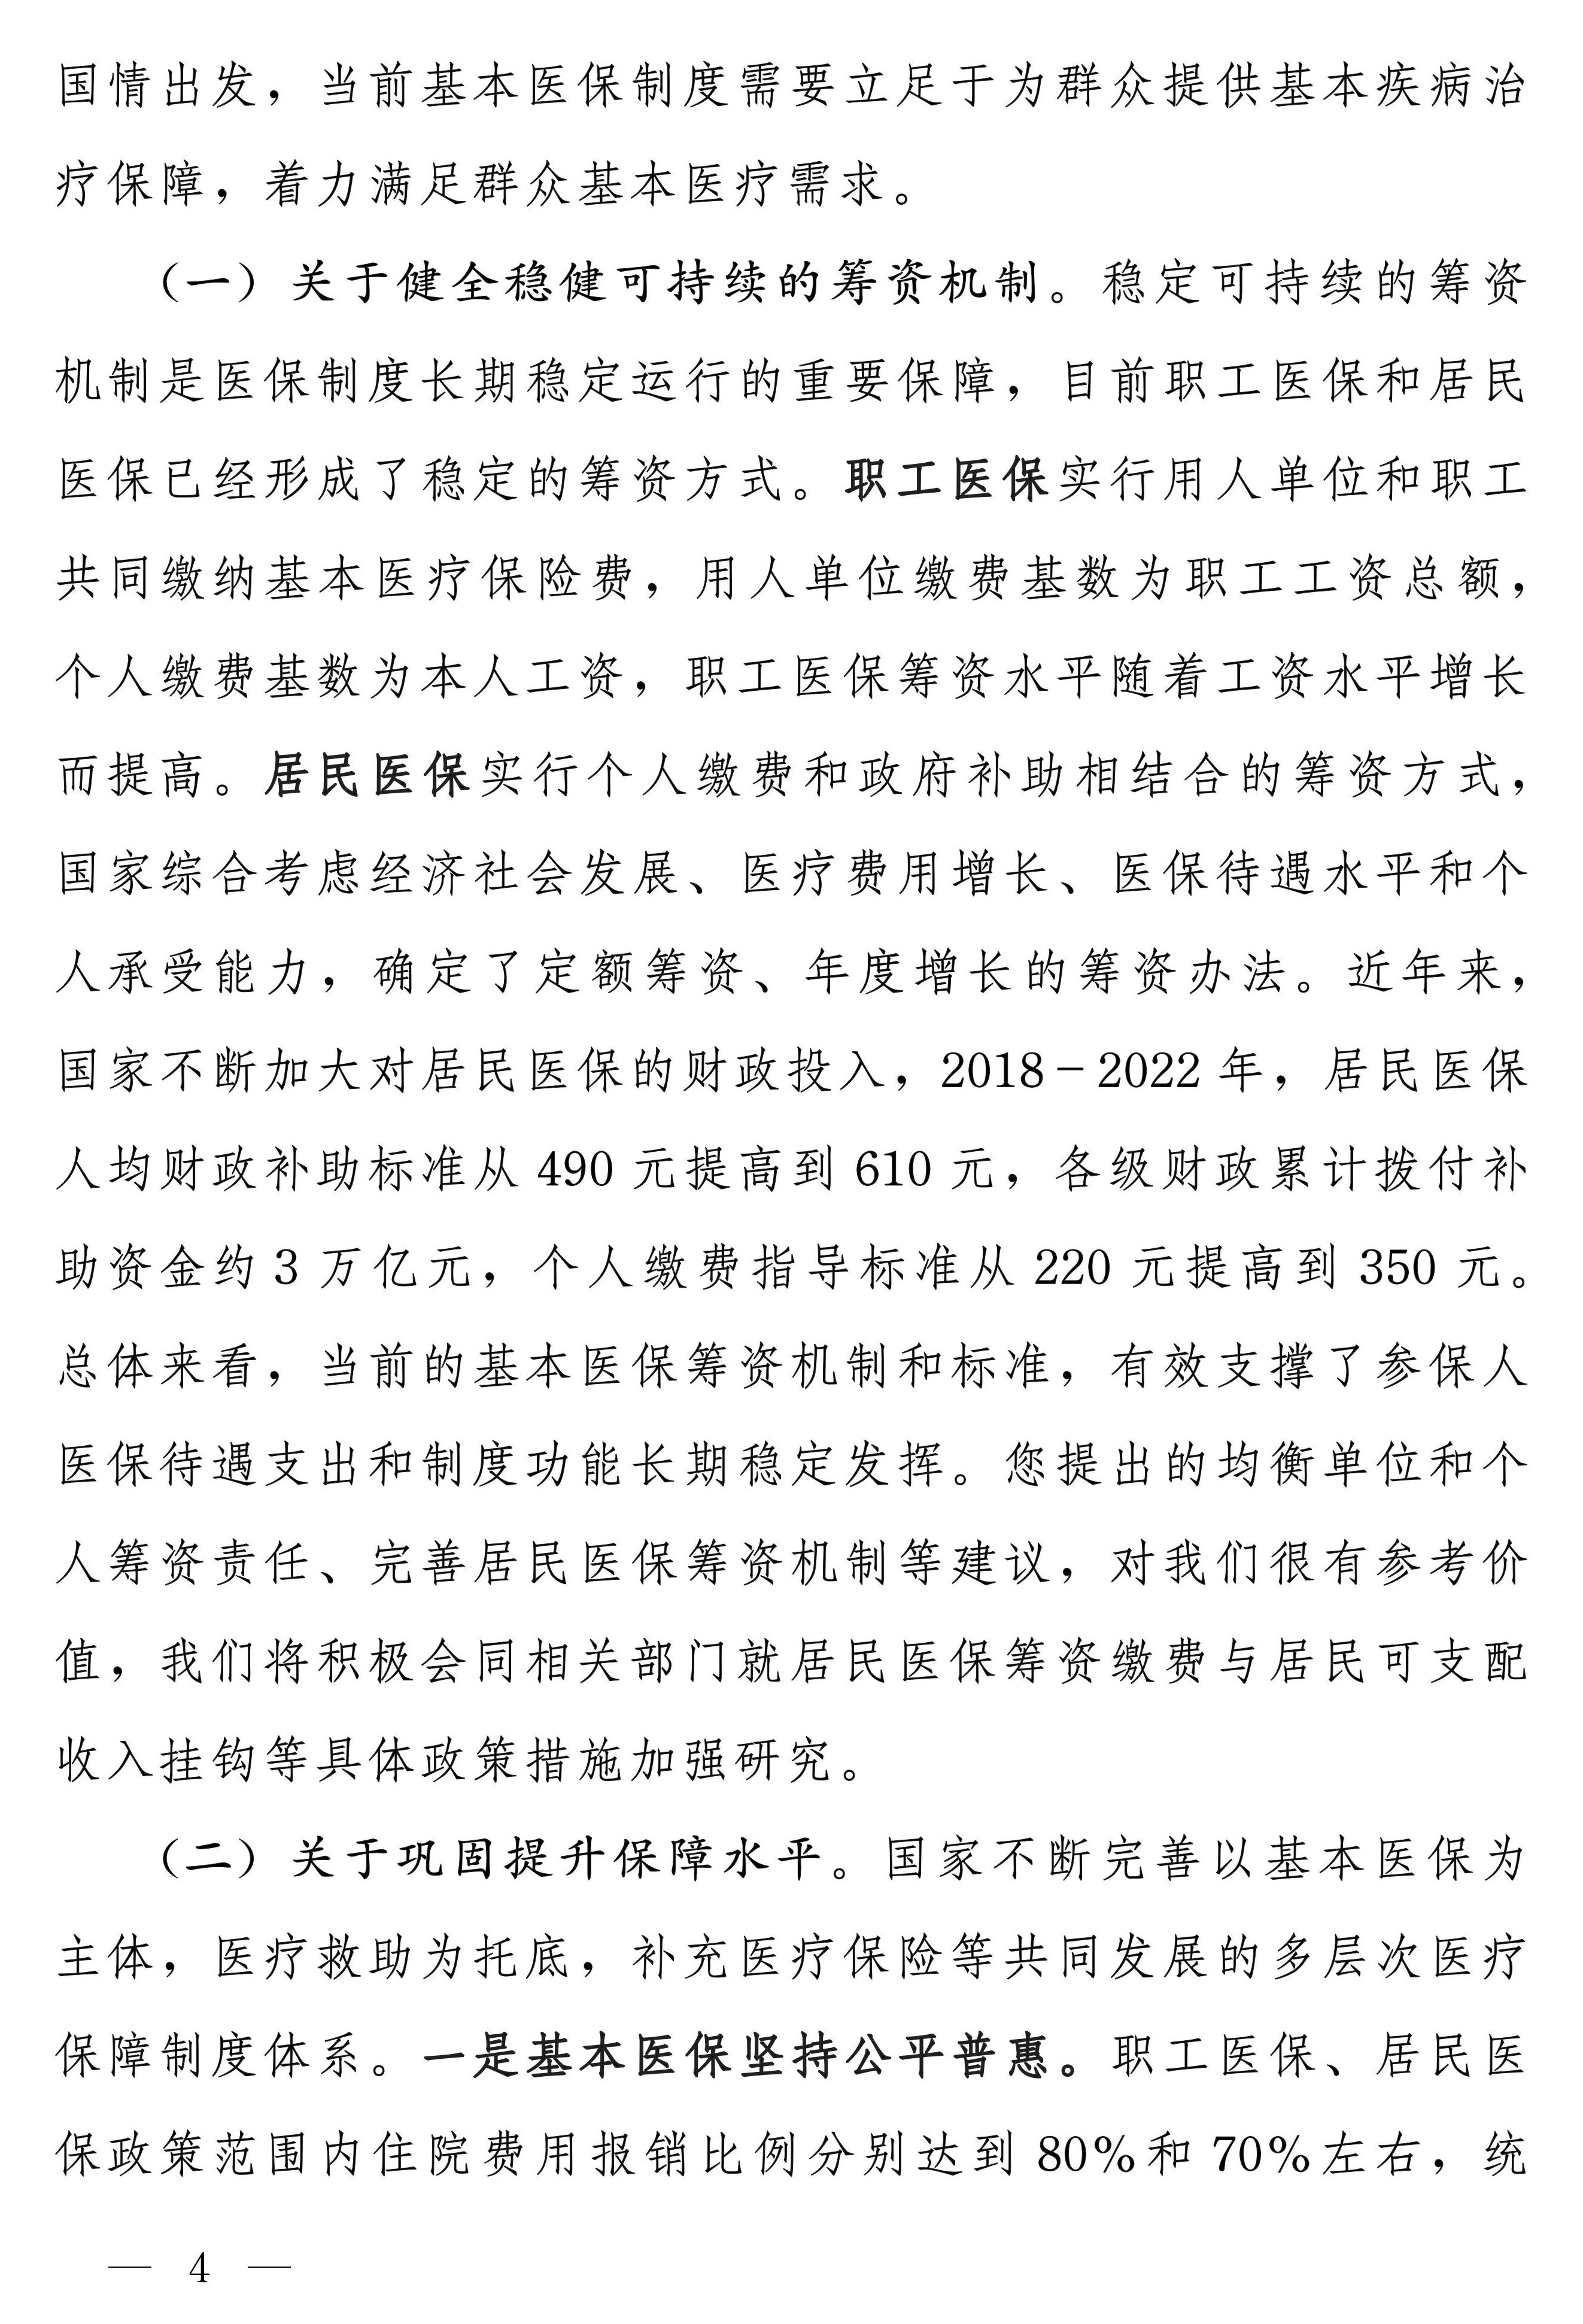 国情出发，当前基本医保制度需要立足于为群众提供基本疾病治
疗保障，着力满足群众基本医疗需求。
（一）关于健全稳健可持续的筹资机制。稳定可持续的筹资
机制是医保制度长期稳定运行的重要保障，目前职工医保和居民
医保已经形成了稳定的筹资方式。职工医保实行用人单位和职工
共同缴纳基本医疗保险费，用人单位缴费基数为职工工资总额，
个人缴费基数为本人工资，职工医保筹资水平随着工资水平增长
而提高。居民医保实行个人缴费和政府补助相结合的筹资方式，
国家综合考虑经济社会发展、医疗费用增长、医保待遇水平和个
人承受能力，确定了定额筹资、年度增长的筹资办法。近年来，
国家不断加大对居民医保的财政投入，2018－2022 年，居民医保
人均财政补助标准从 490 元提高到 610 元，各级财政累计拨付补
助资金约 3 万亿元，个人缴费指导标准从 220 元提高到 350 元。
总体来看，当前的基本医保筹资机制和标准，有效支撑了参保人
医保待遇支出和制度功能长期稳定发挥。您提出的均衡单位和个
人筹资责任、完善居民医保筹资机制等建议，对我们很有参考价
值，我们将积极会同相关部门就居民医保筹资缴费与居民可支配
收入挂钩等具体政策措施加强研究。
（二）关于巩固提升保障水平。国家不断完善以基本医保为
主体，医疗救助为托底，补充医疗保险等共同发展的多层次医疗
保障制度体系。一是基本医保坚持公平普惠。职工医保、居民医
保政策范围内住院费用报销比例分别达到 80%和 70%左右，统
— 4 —